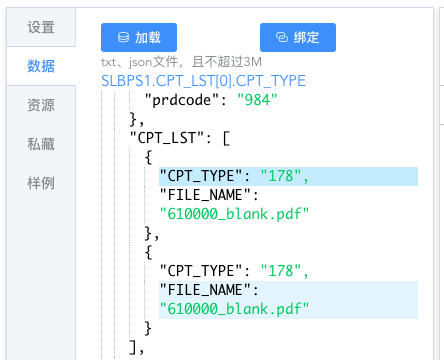 设置
数据
资源
私藏
样例
加载
绑定
txt、json文件，且不超过3M
SLBPS1.CPT_LST[0].CPT_TYPE
"prdcode": "984"
},
"CPT_LST": [
{
"CPT_TYPE": "178",
"FILE_NAME":
"610000_blank.pdf"
},
{
"CPT_TYPE": "178",
"FILE_NAME":
"610000_blank.pdf"
}
],